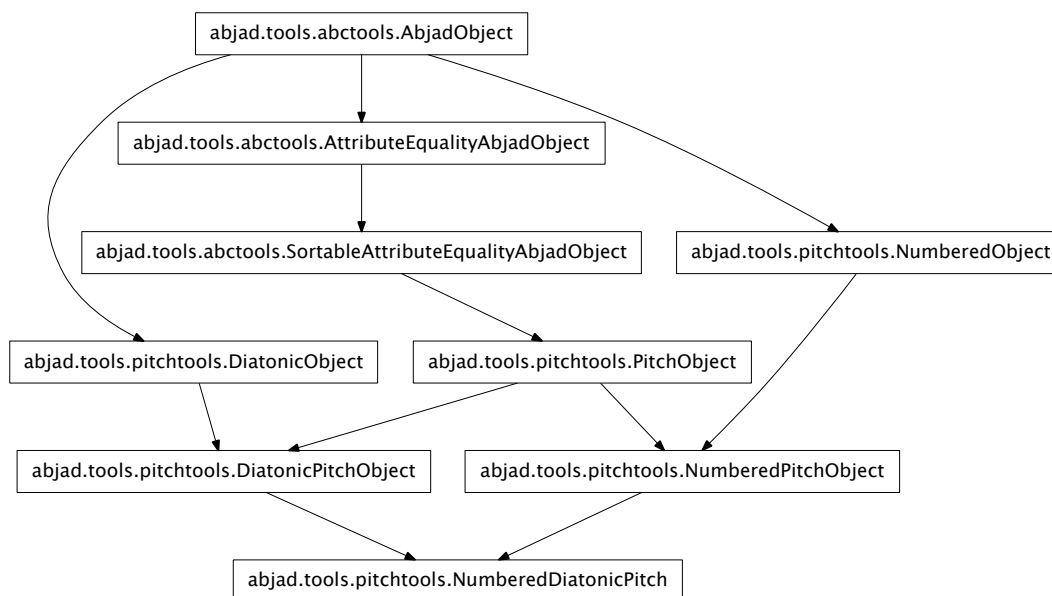 abjad.tools.abctools.AbjadObject
abjad.tools.abctools.AttributeEqualityAbjadObject
abjad.tools.abctools.SortableAttributeEqualityAbjadObject
abjad.tools.pitchtools.NumberedObject
abjad.tools.pitchtools.DiatonicObject
abjad.tools.pitchtools.PitchObject
abjad.tools.pitchtools.DiatonicPitchObject
abjad.tools.pitchtools.NumberedPitchObject
abjad.tools.pitchtools.NumberedDiatonicPitch